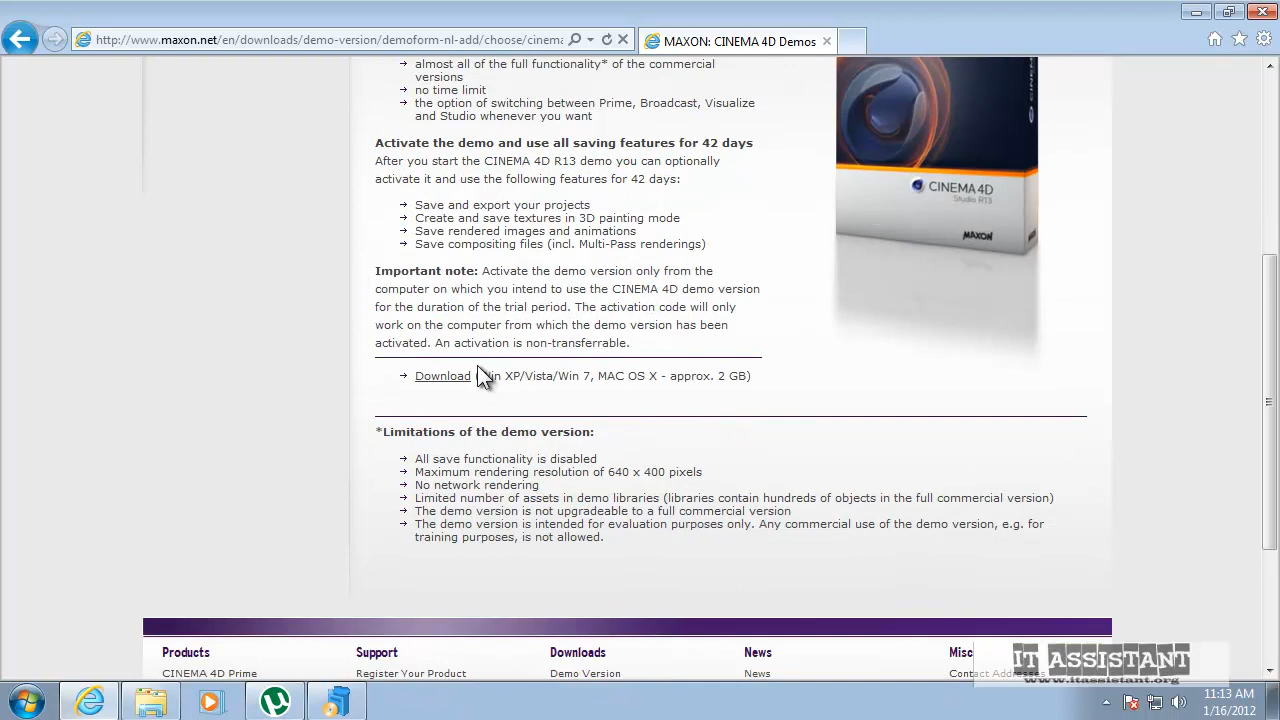 http://www.maxon.net/en/downloads/demo-version/demoform-nl-add/choose/cinema
MAXON: CINEMA 4D Demos
almost all of the full functionality* of the commercial
versions
no time limit
the option of switching between Prime, Broadcast, Visualize
and Studio whenever you want
Activate the demo and use all saving features for 42 days
After you start the CINEMA 4D R13 demo you can optionally
activate it and use the following features for 42 days:
Save and export your projects
Create and save textures in 3D painting mode
Save rendered images and animations
Save compositing files (incl. Multi-Pass renderings)
CINEMA 4D
Studio R13
MAXON
Important note: Activate the demo version only from the
computer on which you intend to use the CINEMA 4D demo version
for the duration of the trial period. The activation code will only
work on the computer from which the demo version has been
activated. An activation is non-transferrable.
Download in XP/Vista/Win 7, MAC OS X - approx. 2 GB)
*Limitations of the demo version:
All save functionality is disabled
Maximum rendering resolution of 640 x 400 pixels
No network rendering
Limited number of assets in demo libraries (libraries contain hundreds of objects in the full commercial version)
The demo version is not upgradeable to a full commercial version
The demo version is intended for evaluation purposes only. Any commercial use of the demo version, e.g. for
training purposes, is not allowed.
Products Support Downloads News Misc
CINEMA 4D Prime Register Your Product Demo Version News Contact Addresses
IT ASSISTANT
www.itassistant.org
11:13 AM
1/16/2012